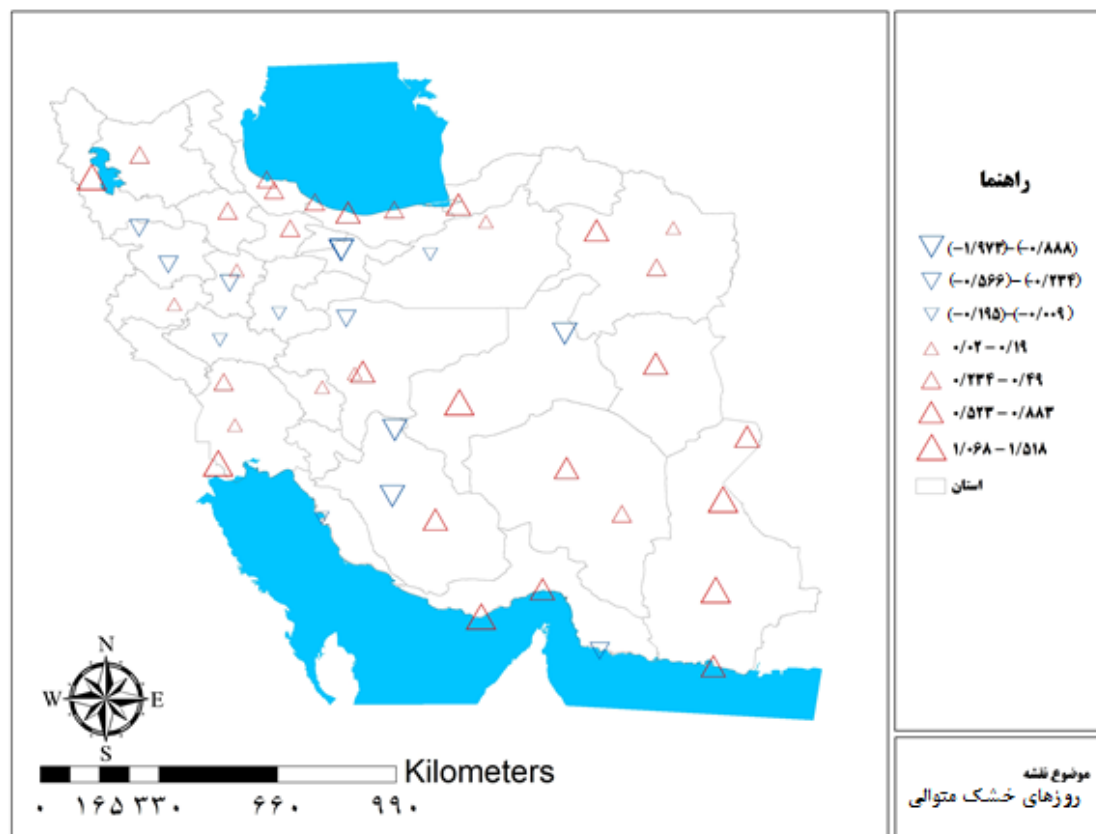 راهنما
(-۱/۹۷۳)-(-۰/۸۸۸)
(-۰/۵۶۶)-(-۰/۲۳۴)
(-۰/۱۹۵)-(-۰/۰۰۹)
۰/۰۲ - ۰/۱۹
۰/۲۳۴ - ۰/۴۹
۰/۵۲۳ - ۰/۸۸۳
۱/۰۶۸ - ۱/۵۱۸
استان
N
W E
S
Kilometers
۰ ۱۶۵ ۳۳۰ ۶۶۰ ۹۹۰
موضوع نقشه
روزهای خشک متوالی